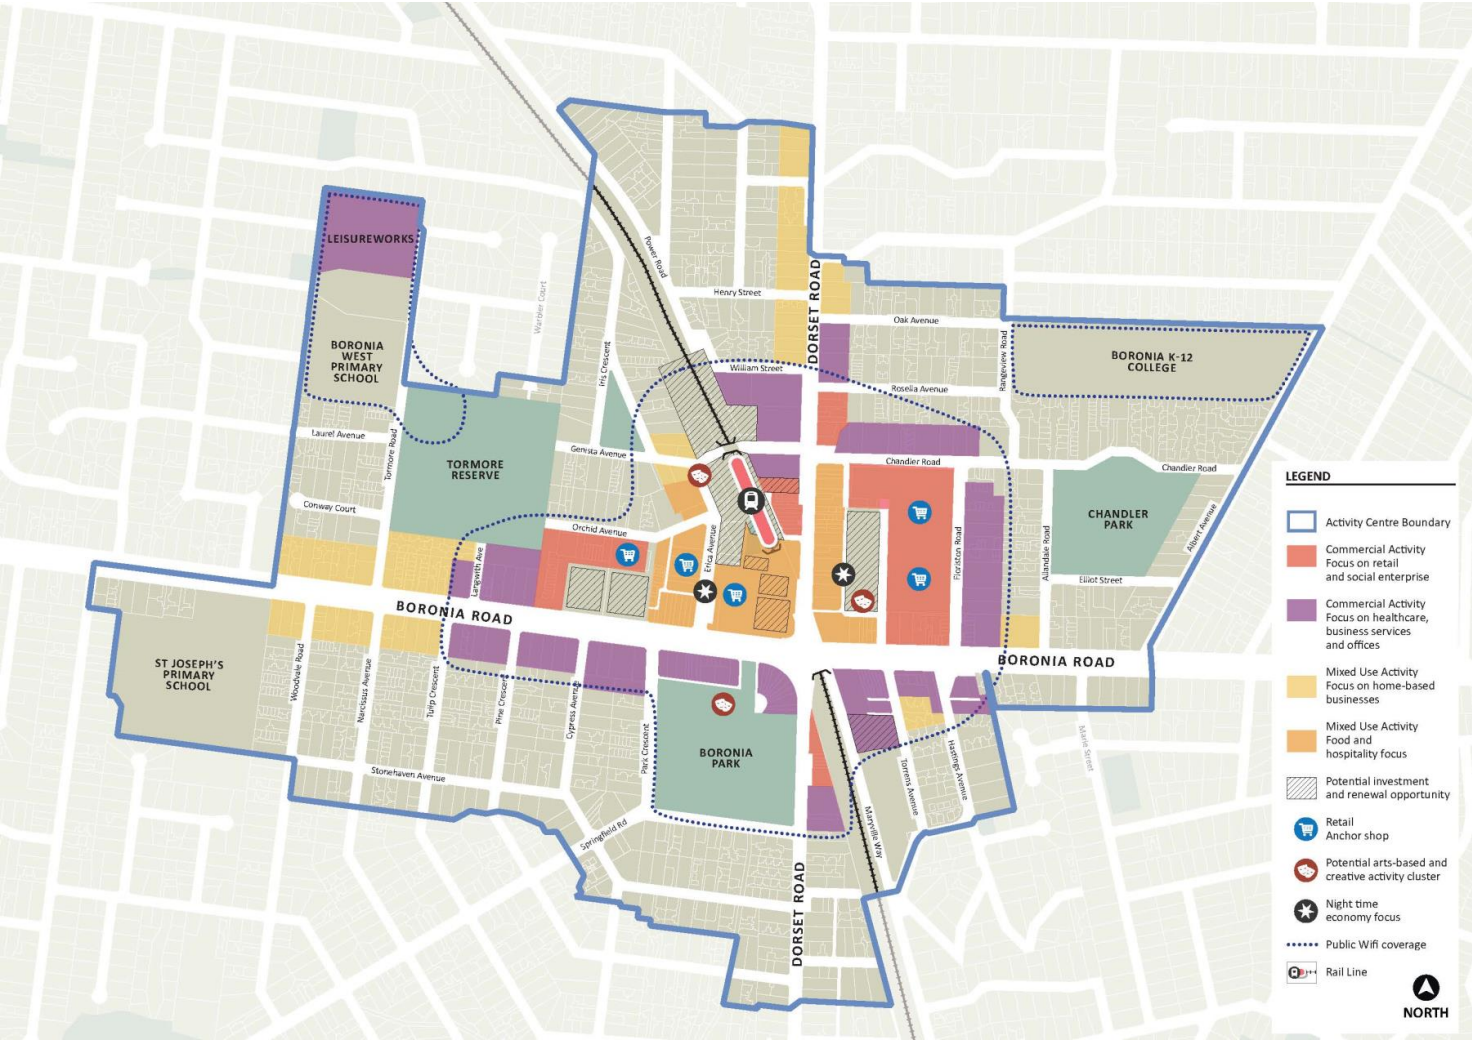 LEISUREWORKS
BORONIA
WEST
PRIMARY
SCHOOL
Warbler Court
Power Road
Henry Street
DORSET ROAD
Oak Avenue
Rangeview Road
BORONIA K-12
COLLEGE
Iris Crescent
William Street
Rosella Avenue
Laurel Avenue
Tormore Road
TORMORE
RESERVE
Genista Avenue
Chandler Road
Chandler Road
Conway Court
Orchid Avenue
Erica Avenue
Floriston Road
Allandale Road
CHANDLER
PARK
Albert Avenue
Elliot Street
Langwith Ave
BORONIA ROAD
BORONIA ROAD
ST JOSEPH'S
PRIMARY
SCHOOL
Woodvale Road
Narcissus Avenue
Tulip Crescent
Pine Crescent
Cypress Avenue
Park Crescent
BORONIA
PARK
Stonehaven Avenue
Springfield Rd
DORSET ROAD
Maryville Way
Torrens Avenue
Hastings Avenue
Marie Street
LEGEND
Activity Centre Boundary
Commercial Activity
Focus on retail
and social enterprise
Commercial Activity
Focus on healthcare,
business services
and offices
Mixed Use Activity
Focus on home-based
businesses
Mixed Use Activity
Food and
hospitality focus
Potential investment
and renewal opportunity
Retail
Anchor shop
Potential arts-based and
creative activity cluster
Night time
economy focus
Public Wifi coverage
Rail Line
NORTH